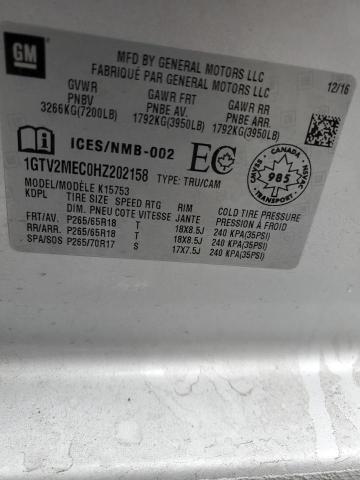 GM
MFD BY GENERAL MOTORS LLC
FABRIQUÉ PAR GENERAL MOTORS LLC
12/16
GVWR GAWR FRT GAWR RR
PNBV PNBE AV. PNBE ARR
3266KG(7200LB) 1792KG(3950LB) 1792KG(3950LB)
ICES/NMB-002 EC
CANADA
CMVSS NSVAC
985
1GTV2MEC0HZ202158 TYPE: TRU/CAM
MODEL/MODÈLE K15753
KDPL TIRE SIZE SPEED RTG RIM COLD TIRE PRESSURE
DIM. PNEU COTE VITESSE JANTE PRESSION À FROID
FRT/AV. P265/65R18 T 18X8.5J 240 KPA(35PSI)
RR/ARR. P265/65R18 T 18X8.5J 240 KPA(35PSI)
SPA/SOS P265/70R17 S 17X7.5J 240 KPA(35PSI)